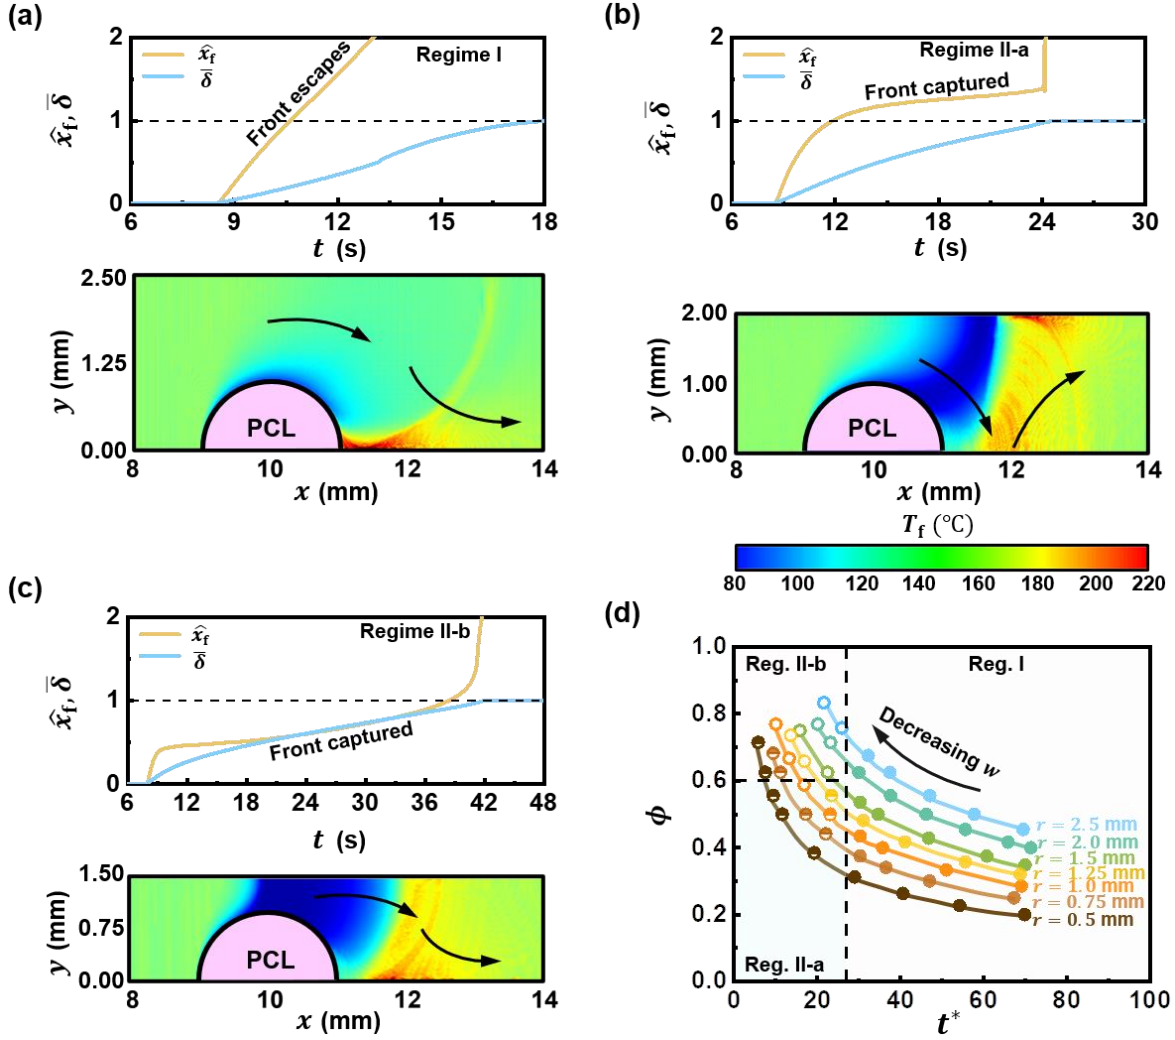 (a)
2
1
0
x̂f, δ̅
x̂f
δ̅
Front escapes
Regime I
6 9 12 15 18
t (s)
2.50
1.25
0.00
y (mm)
PCL
8 10 12 14
x (mm)
(b)
2
1
0
x̂f, δ̅
x̂f
δ̅
Regime II-a
Front captured
6 12 18 24 30
t (s)
2.00
1.00
0.00
y (mm)
PCL
8 10 12 14
x (mm)
Tf (°C)
80 100 120 140 160 180 200 220
(c)
2
1
0
x̂f, δ̅
x̂f
δ̅
Regime II-b
Front captured
6 12 18 24 30 36 42 48
t (s)
1.50
0.75
0.00
y (mm)
PCL
8 10 12 14
x (mm)
(d)
1.0
0.8
0.6
0.4
0.2
0.0
ϕ
Reg. II-b
Reg. I
Decreasing w
r = 2.5 mm
r = 2.0 mm
r = 1.5 mm
r = 1.25 mm
r = 1.0 mm
r = 0.75 mm
r = 0.5 mm
Reg. II-a
0 20 40 60 80 100
t*